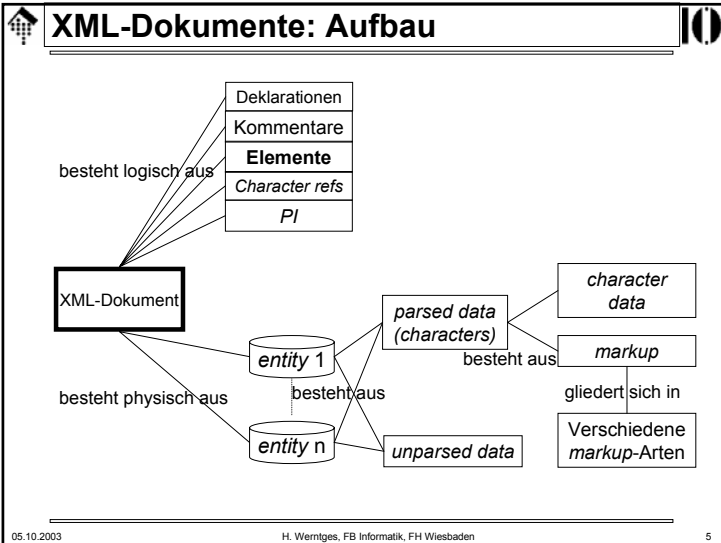 XML-Dokumente: Aufbau
Deklarationen
Kommentare
Elemente
Character refs
PI
besteht logisch aus
XML-Dokument
besteht physisch aus
entity 1
entity n
besteht aus
parsed data
(characters)
unparsed data
besteht aus
character
data
markup
gliedert sich in
Verschiedene
markup-Arten
05.10.2003
H. Werntges, FB Informatik, FH Wiesbaden
5